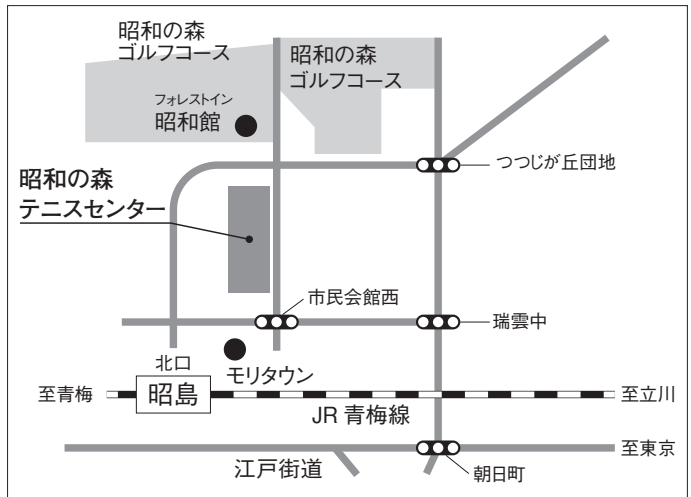 昭和の森
ゴルフコース
昭和の森
ゴルフコース
フォレストイン
昭和館
つつじが丘団地
昭和の森
テニスセンター
市民会館西
瑞雲中
北口
モリタウン
至青梅
昭島
至立川
JR 青梅線
至東京
江戸街道
朝日町